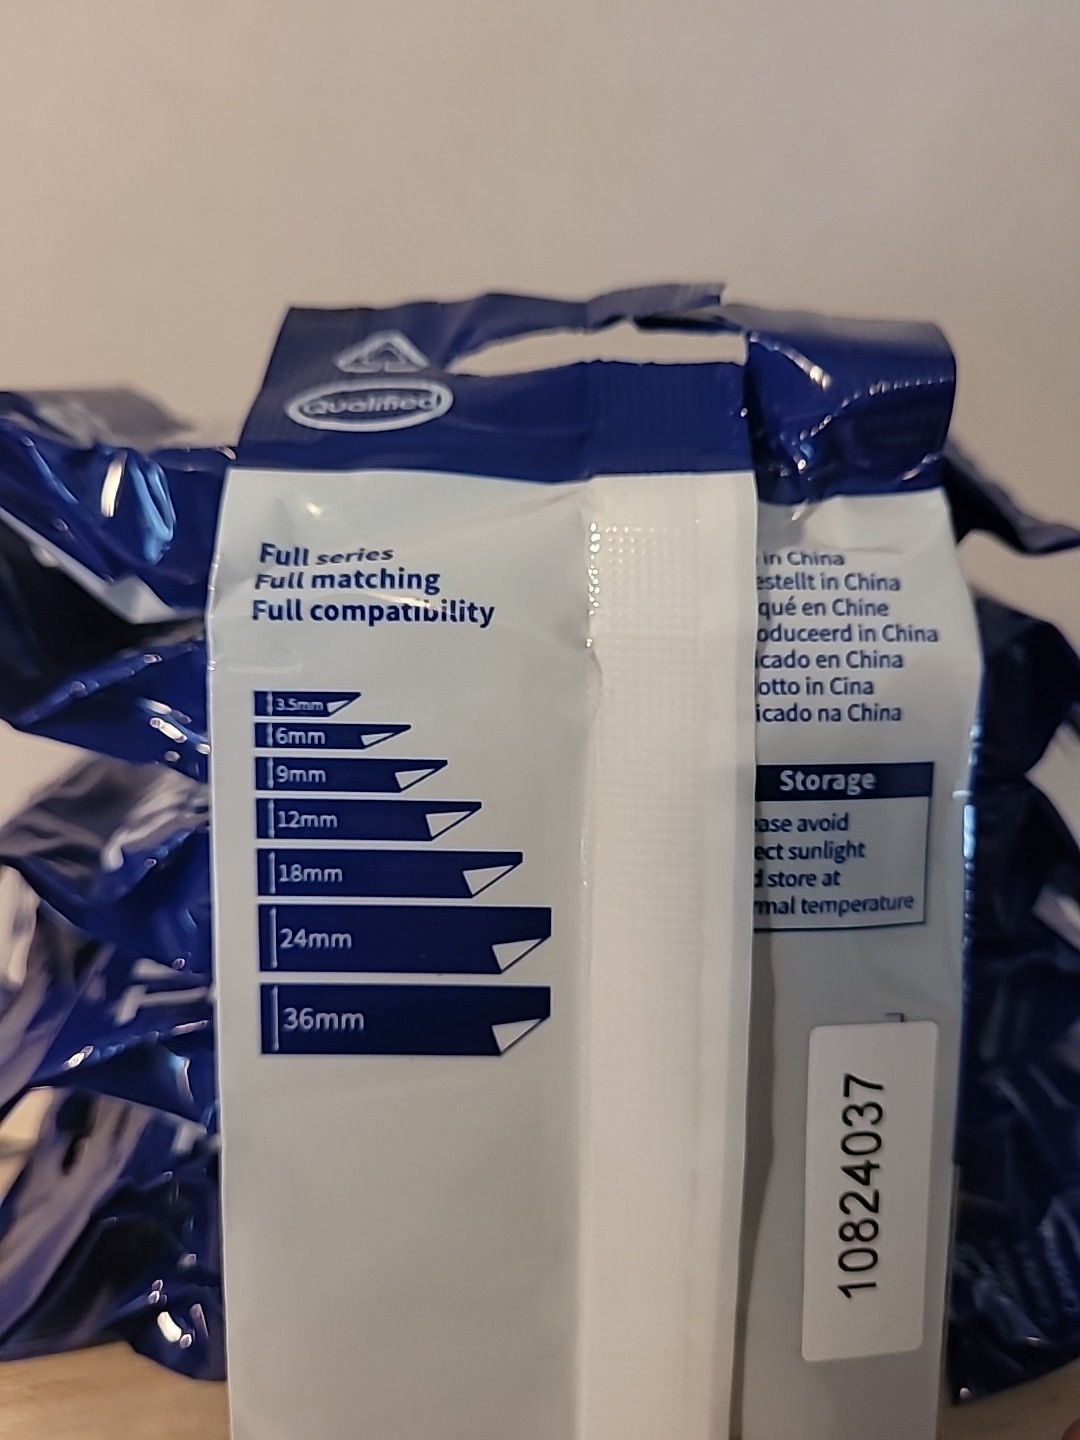 Qualified
Full series
Full matching
Full compatibility
3.5mm
6mm
9mm
12mm
18mm
24mm
36mm
in China
estellt in China
qué en Chine
oduceerd in China
icado en China
otto in Cina
icado na China
Storage
ase avoid
ect sunlight
d store at
rmal temperature
10824037